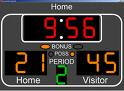 Home
9:56
BONUS
POSS
21 PERIOD 45
Home 2 Visitor